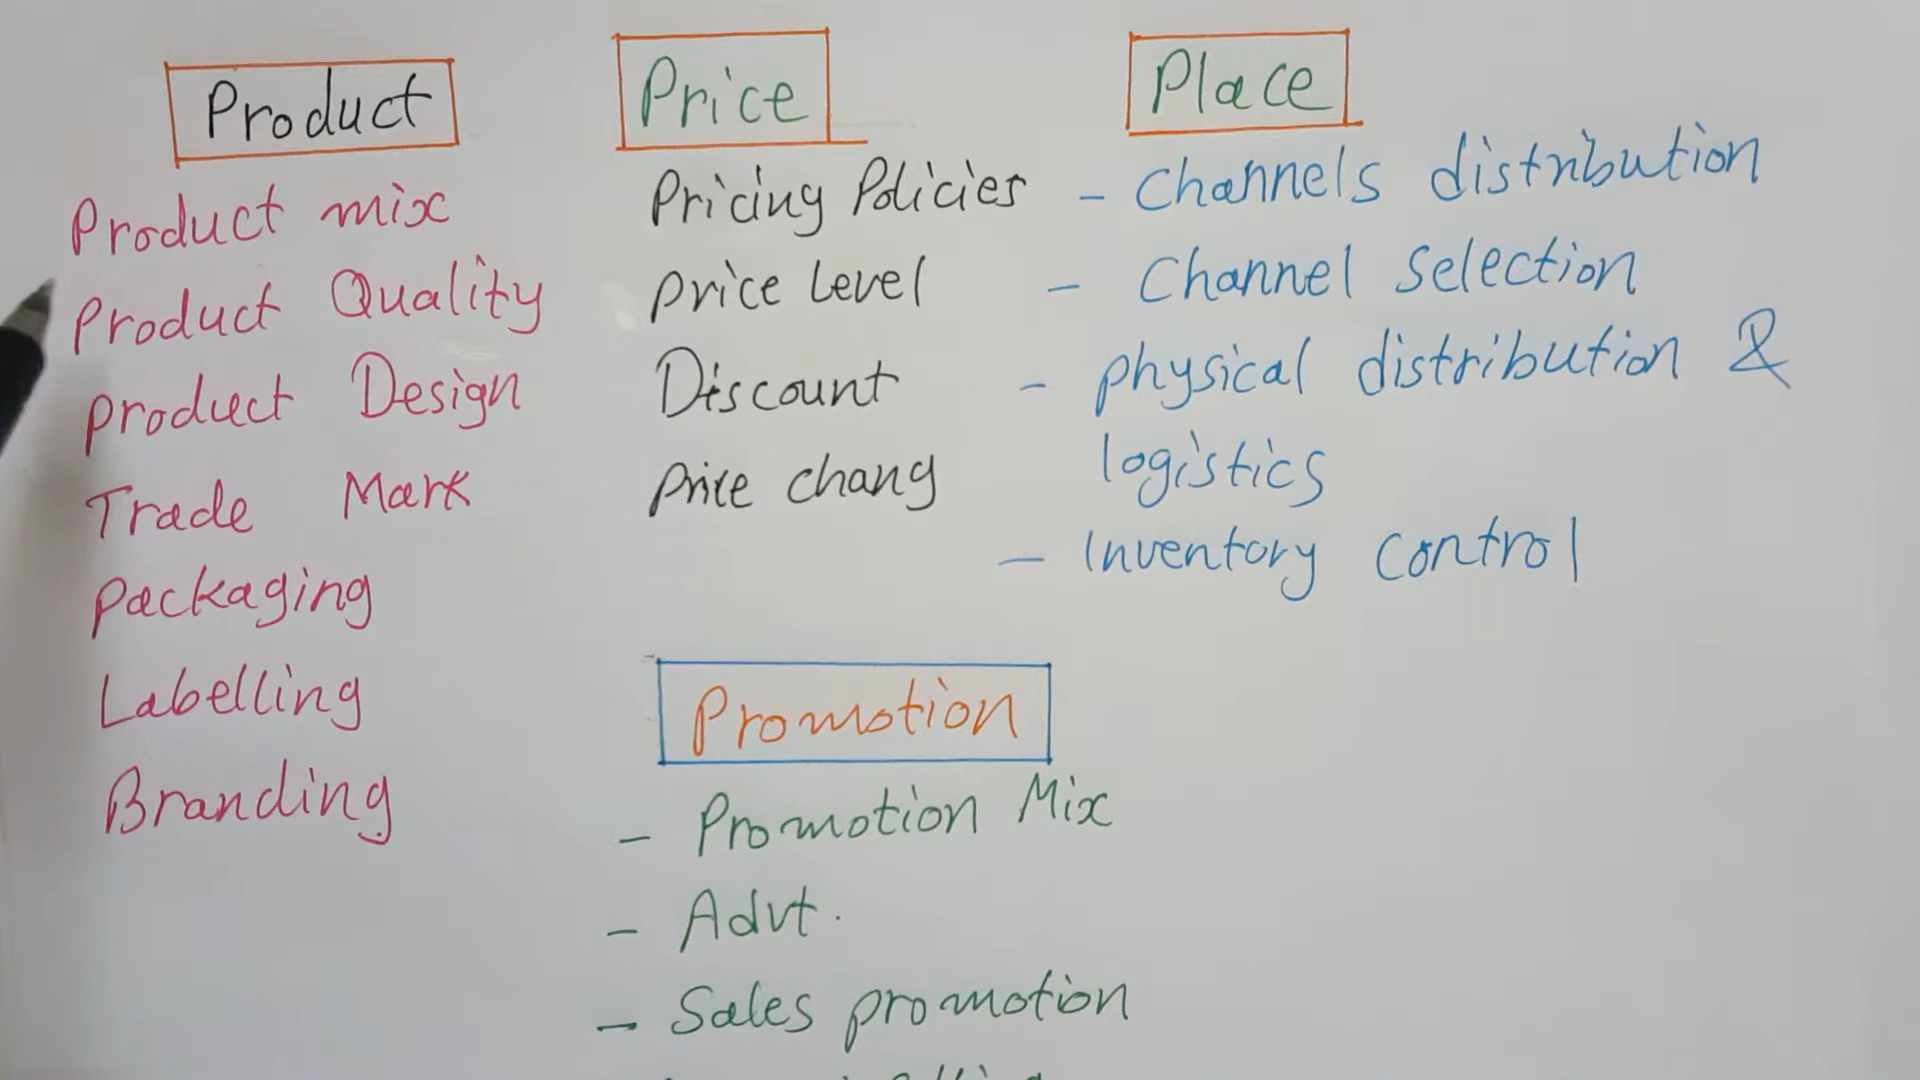 Product
Product mix
Product Quality
Product Design
Trade Mark
Packaging
Labelling
Branding
Price
Pricing Policies
Price Level
Discount
Price chang
Place
- Channels distribution
- Channel Selection
- physical distribution &
logistics
- Inventory control
Promotion
- Promotion Mix
- Advt.
- Sales promotion